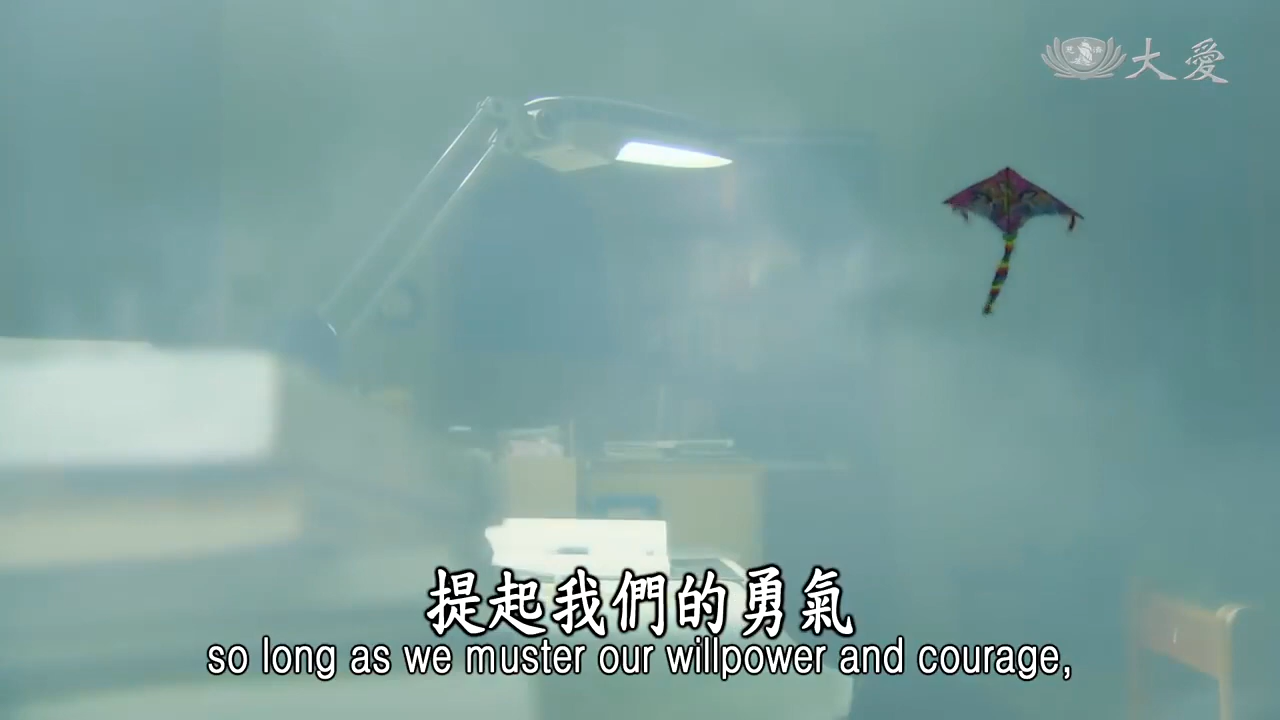 大愛
提起我們的勇氣
so long as we muster our willpower and courage,